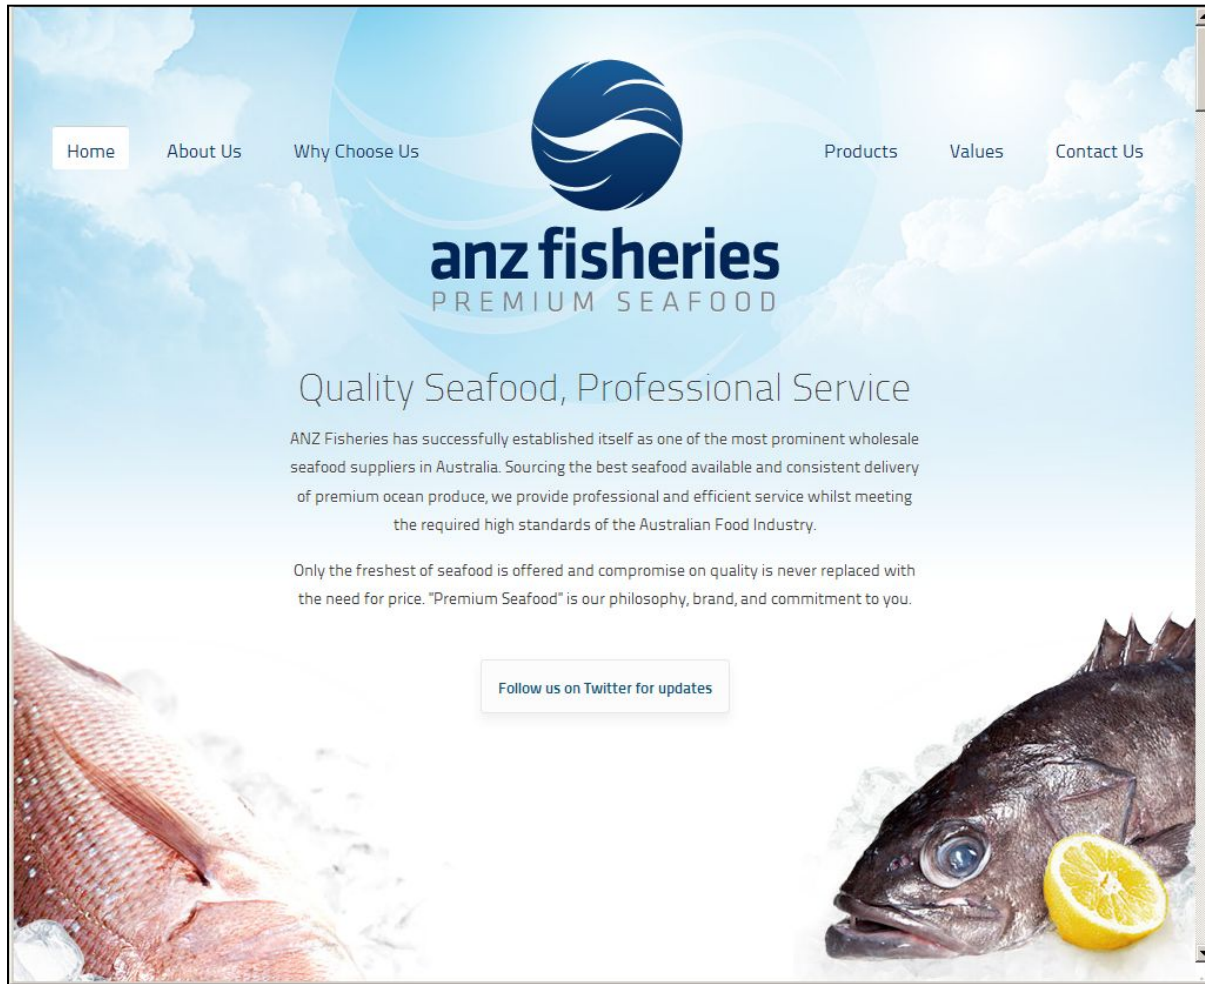 Home
About Us
Why Choose Us
Products
Values
Contact Us
anz fisheries
PREMIUM SEAFOOD
Quality Seafood, Professional Service
ANZ Fisheries has successfully established itself as one of the most prominent wholesale
seafood suppliers in Australia. Sourcing the best seafood available and consistent delivery
of premium ocean produce, we provide professional and efficient service whilst meeting
the required high standards of the Australian Food Industry.
Only the freshest of seafood is offered and compromise on quality is never replaced with
the need for price. "Premium Seafood" is our philosophy, brand, and commitment to you.
Follow us on Twitter for updates